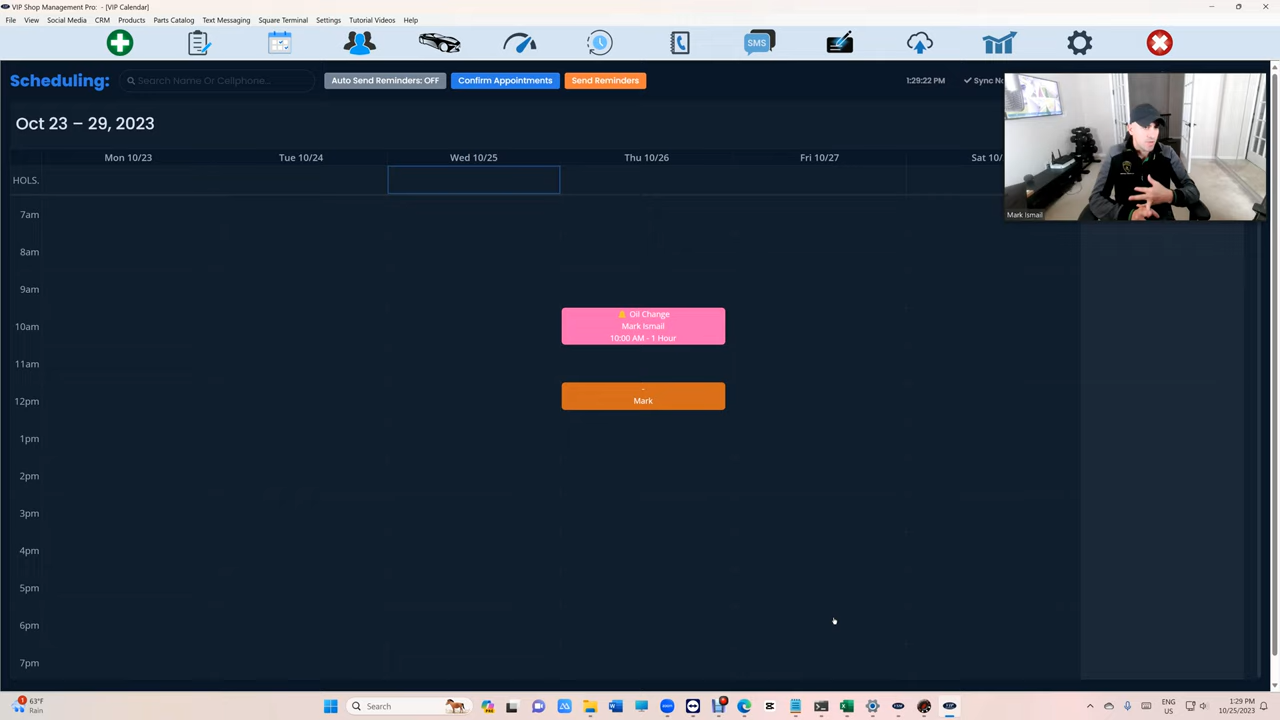 VIP Shop Management Pro: - [VIP Calendar]
File View Social Media CRM Products Parts Catalog Text Messaging Square Terminal Settings Tutorial Videos Help
SMS
Scheduling: Search Name Or Cellphone... Auto Send Reminders: OFF Confirm Appointments Send Reminders 1:29:22 PM Sync
Oct 23 – 29, 2023
Mon 10/23 Tue 10/24 Wed 10/25 Thu 10/26 Fri 10/27 Sat 10/
HOLS.
Mark Ismail
7am
8am
9am
10am
Oil Change
Mark Ismail
10:00 AM - 1 Hour
11am
-
Mark
12pm
1pm
2pm
3pm
4pm
5pm
6pm
7pm
1 63°F
Rain
Search
ENG
US
1:29 PM
10/25/2023